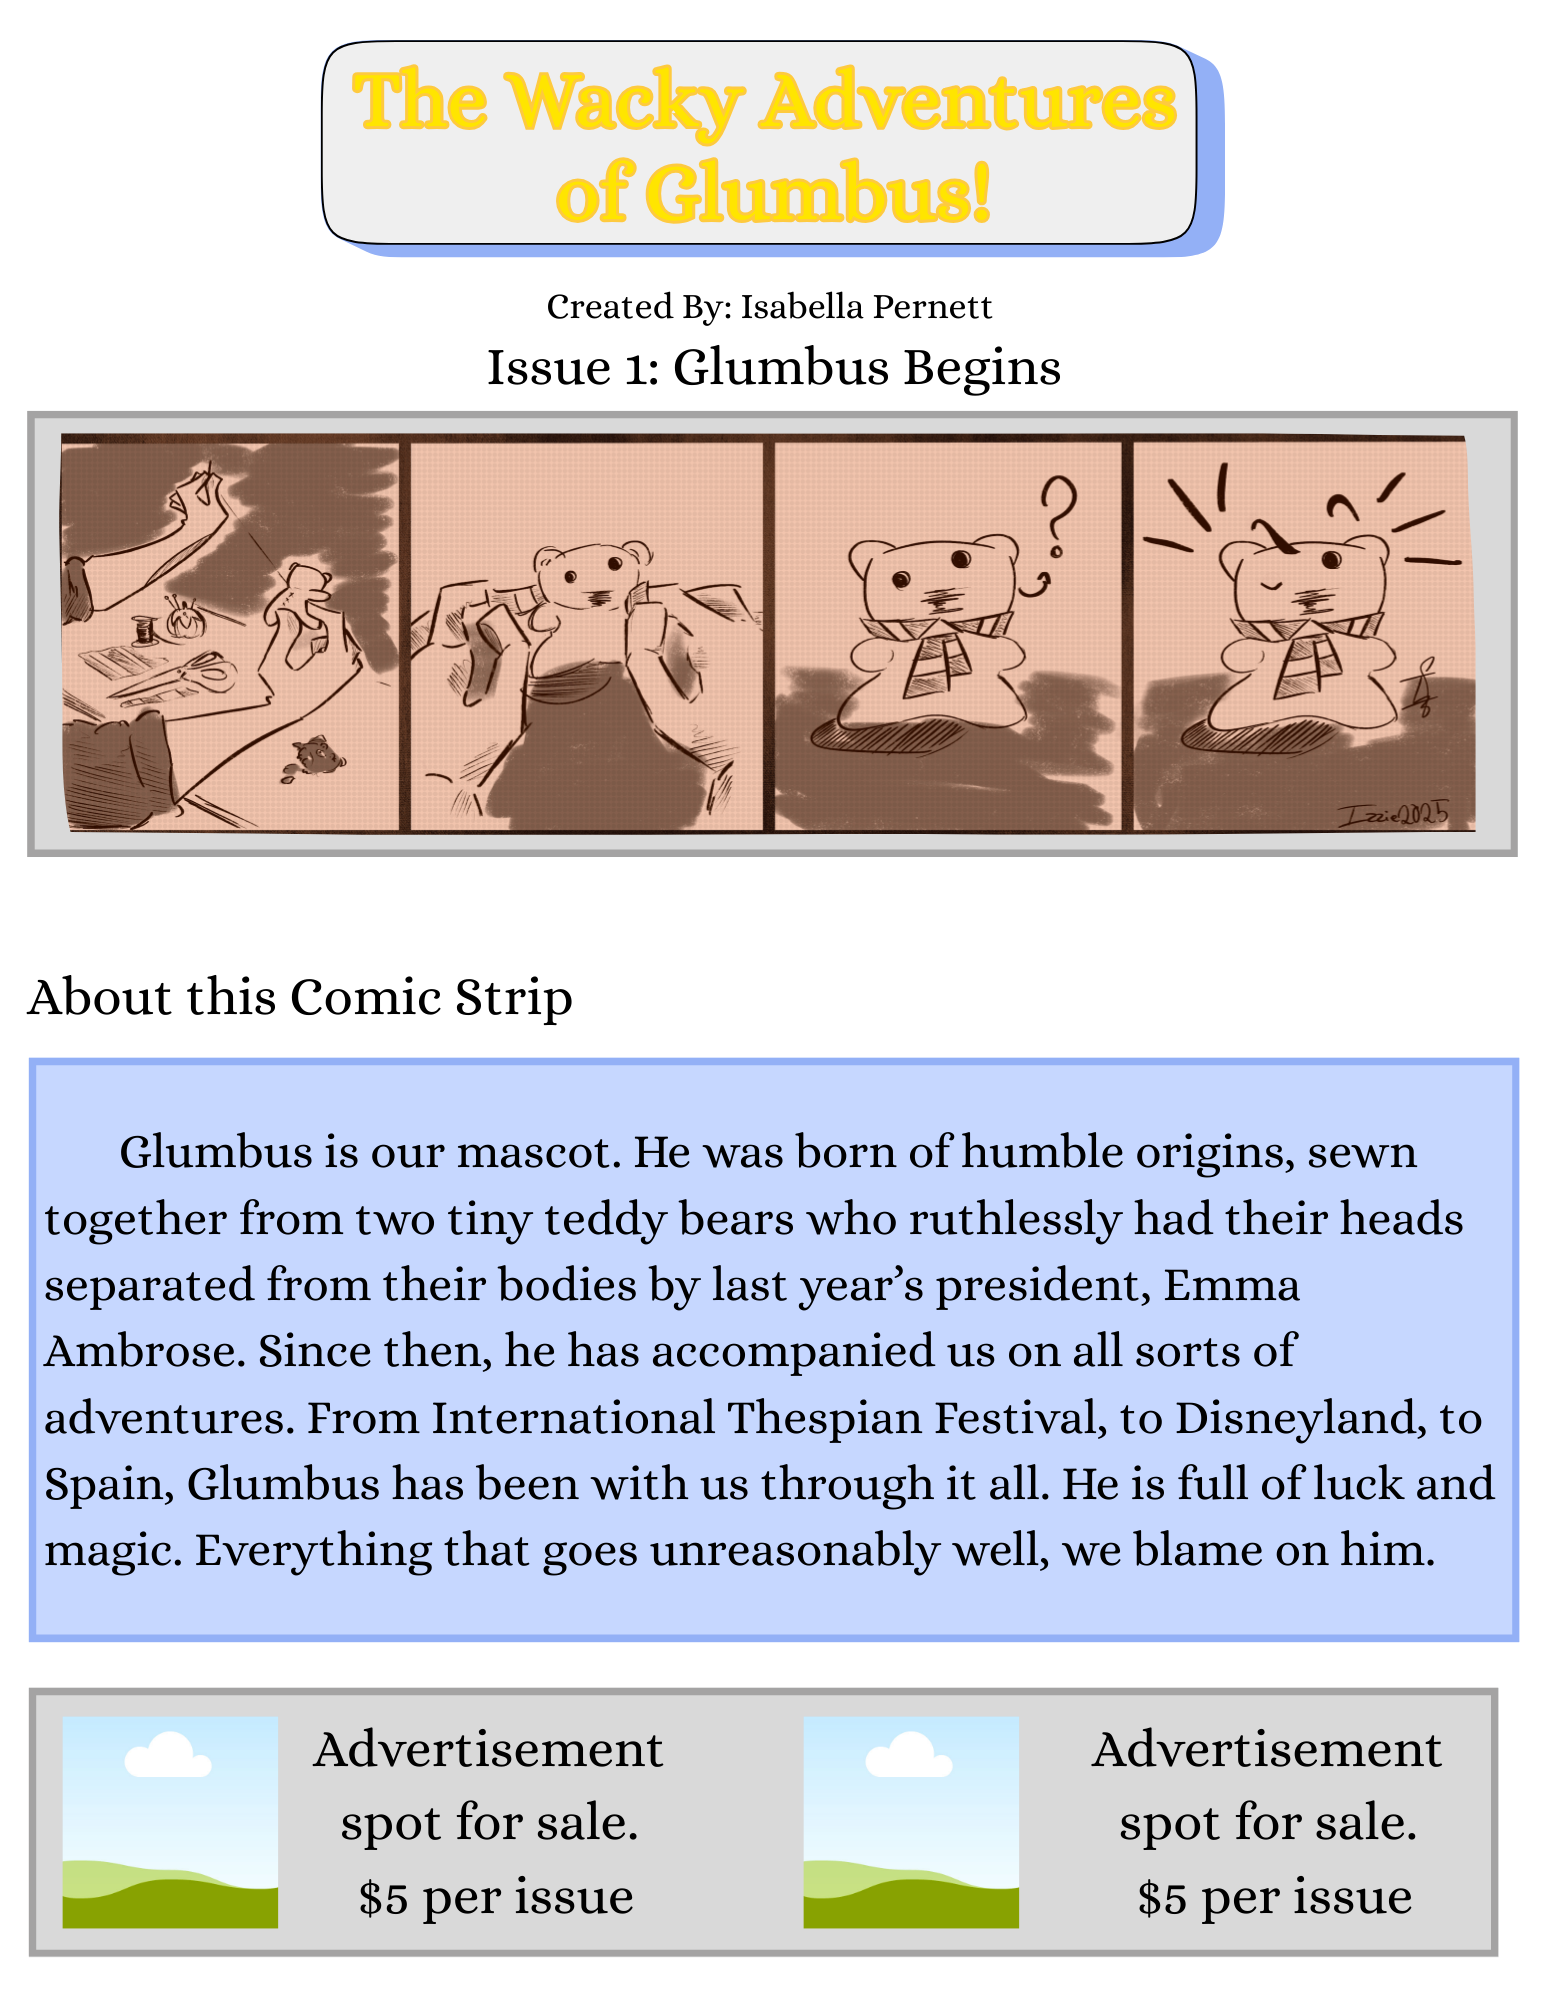 The Wacky Adventures
of Glumbus!
Created By: Isabella Pernett
Issue 1: Glumbus Begins
?
Izzie2025
About this Comic Strip
Glumbus is our mascot. He was born of humble origins, sewn
together from two tiny teddy bears who ruthlessly had their heads
separated from their bodies by last year’s president, Emma
Ambrose. Since then, he has accompanied us on all sorts of
adventures. From International Thespian Festival, to Disneyland, to
Spain, Glumbus has been with us through it all. He is full of luck and
magic. Everything that goes unreasonably well, we blame on him.
Advertisement
spot for sale.
$5 per issue
Advertisement
spot for sale.
$5 per issue